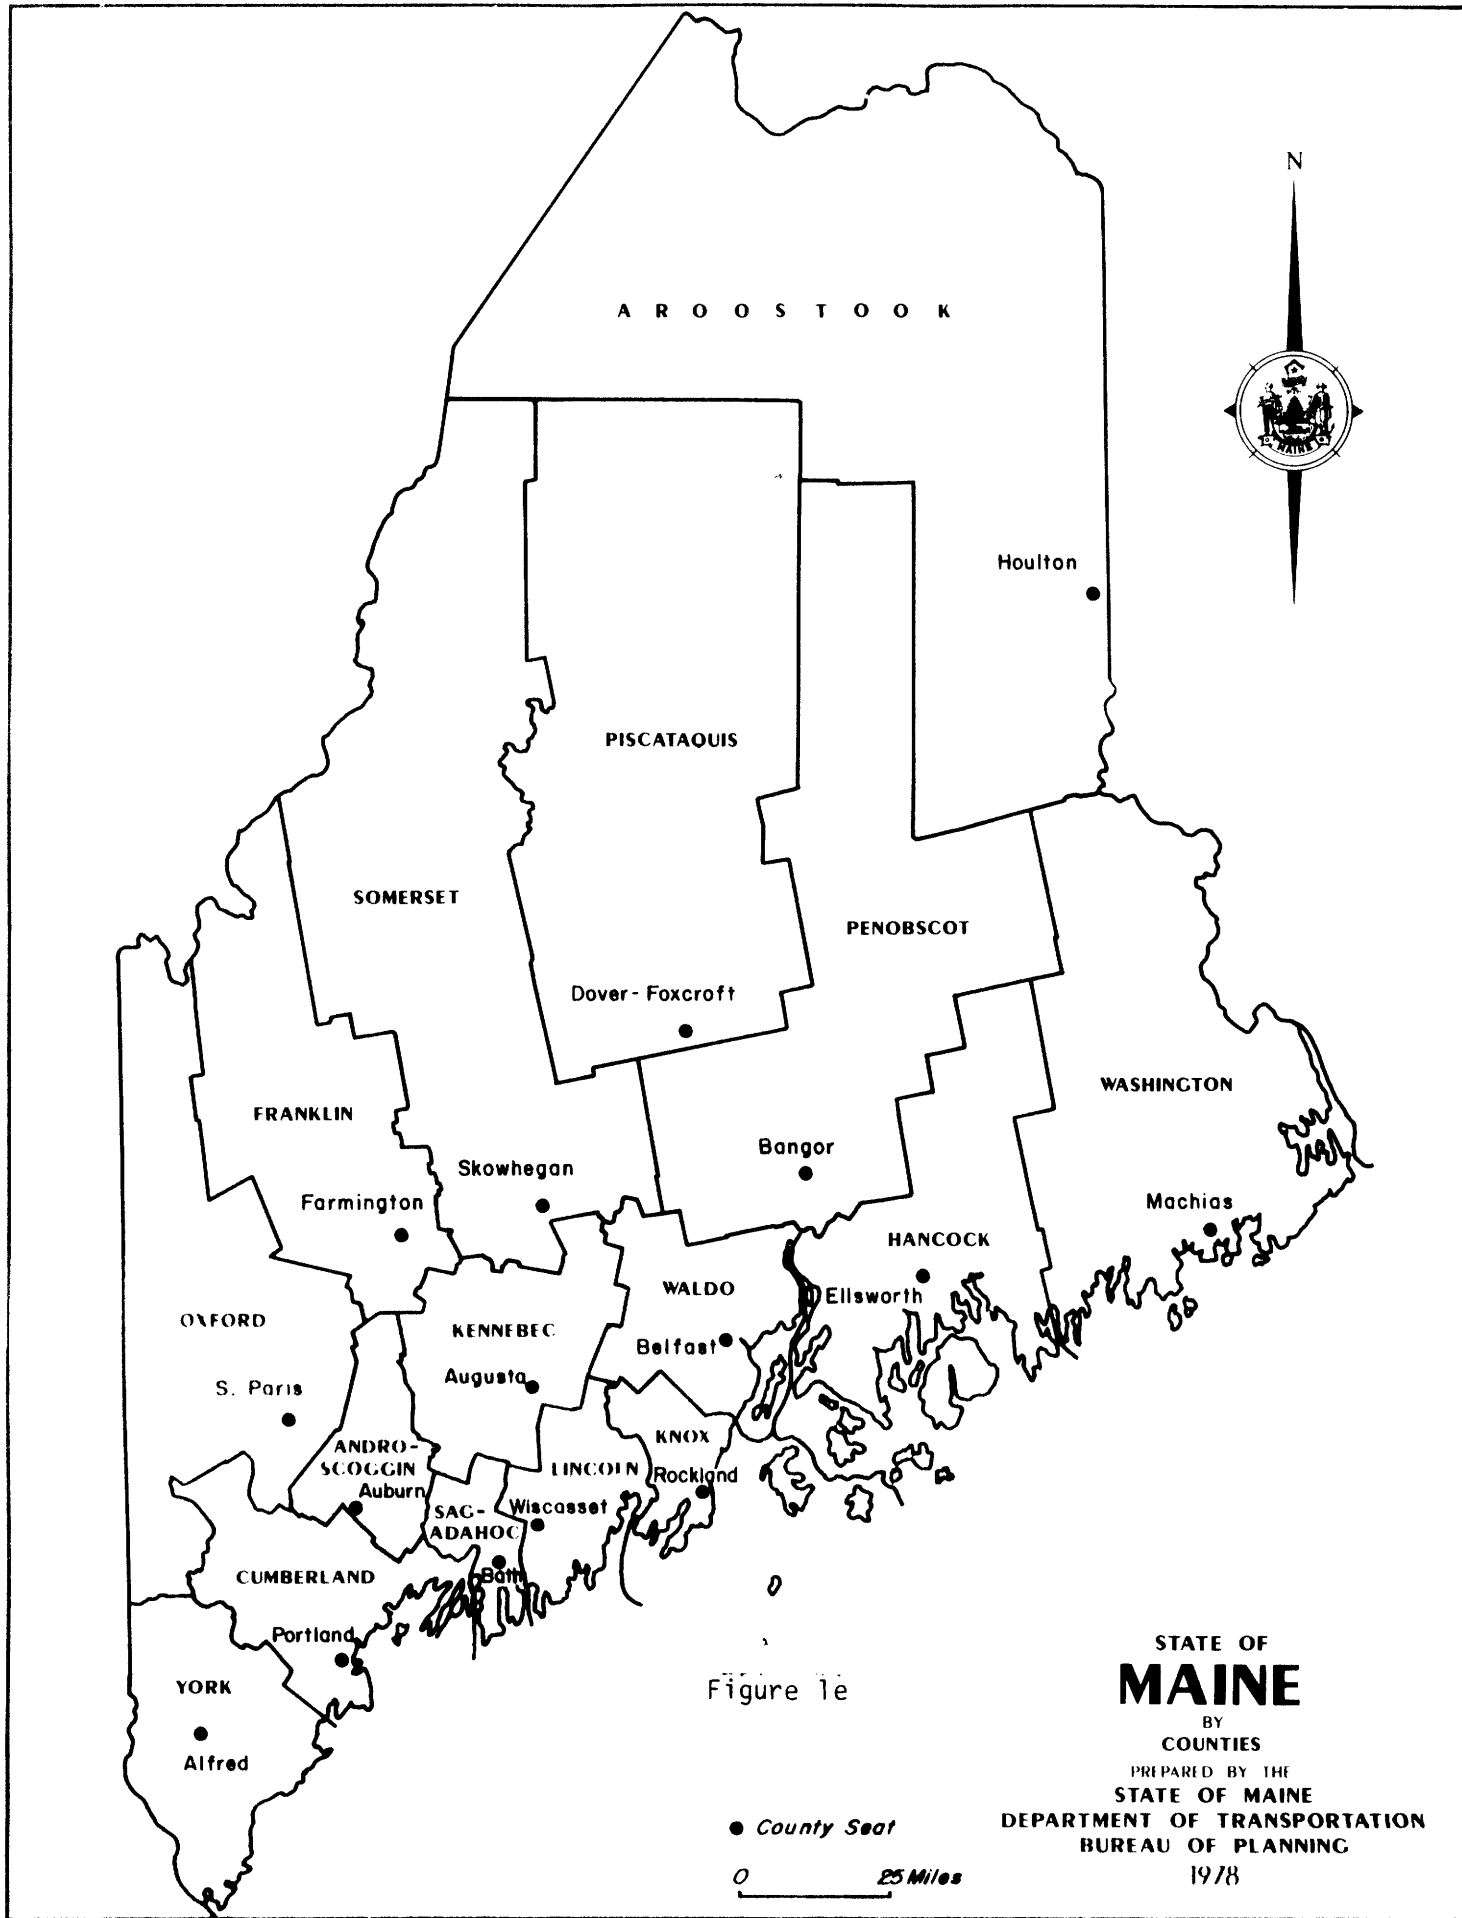 N
AROOSTOOK
MAINE
Houlton
PISCATAQUIS
SOMERSET
PENOBSCOT
Dover-Foxcroft
WASHINGTON
FRANKLIN
Bangor
Skowhegan
Farmington
Machias
HANCOCK
WALDO
Ellsworth
OXFORD
KENNEBEC
Belfast
Augusta
S. Paris
KNOX
ANDRO-
SCOGGIN
LINCOLN
Rockland
Auburn
Wiscasset
SAG-
ADAHOC
Bath
CUMBERLAND
Portland
YORK
Alfred
Figure 1e
STATE OF
MAINE
BY
COUNTIES
PREPARED BY THE
STATE OF MAINE
DEPARTMENT OF TRANSPORTATION
BUREAU OF PLANNING
1978
County Seat
0 25 Miles